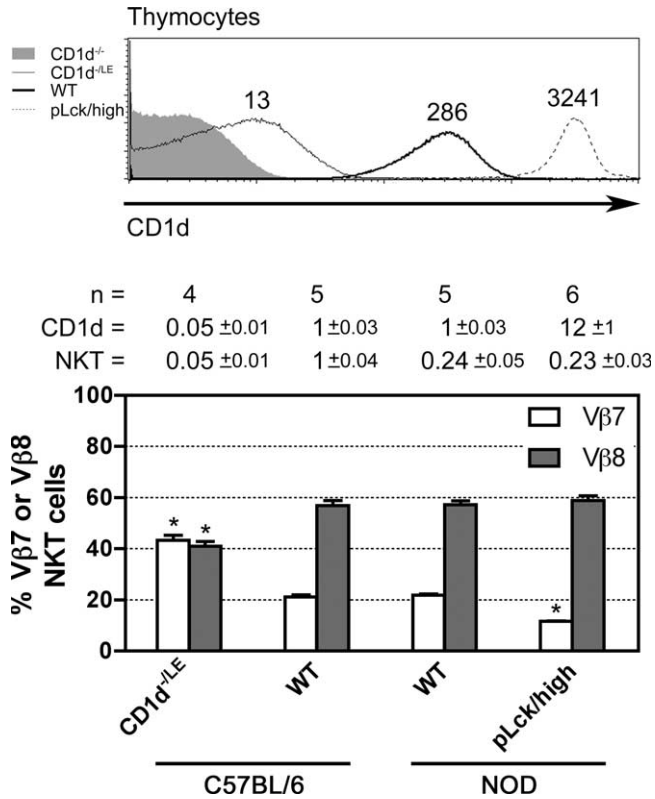 Thymocytes
CD1d-/-
CD1d-/LE
WT
pLck/high
13
286
3241
CD1d
n = 4 5 5 6
CD1d = 0.05 ±0.01 1 ±0.03 1 ±0.03 12 ±1
NKT = 0.05 ±0.01 1 ±0.04 0.24 ±0.05 0.23 ±0.03
% Vβ7 or Vβ8
NKT cells
100
80
60
40
20
0
Vβ7
Vβ8
* * *
CD1d-/LE
WT
WT
pLck/high
C57BL/6
NOD